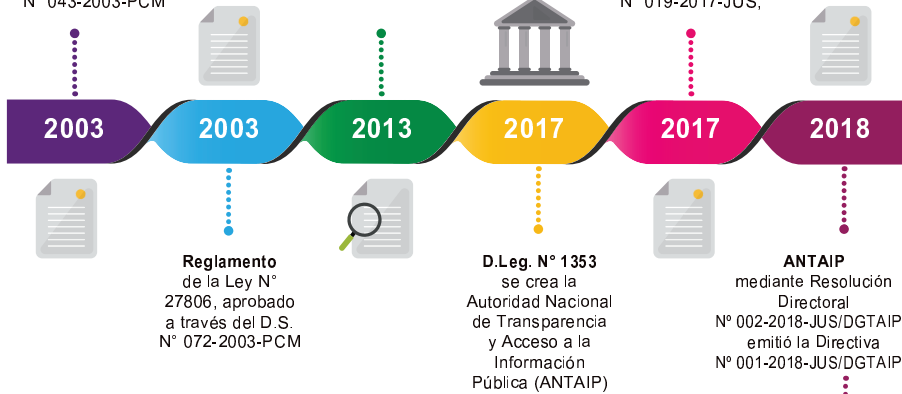 N° 043-2003-PCM
N° 019-2017-JUS,
2003
2003
2013
2017
2017
2018
Reglamento
de la Ley N°
27806, aprobado
a través del D.S.
N° 072-2003-PCM
D.Leg. N° 1353
se crea la
Autoridad Nacional
de Transparencia
y Acceso a la
Información
Pública (ANTAIP)
ANTAIP
mediante Resolución
Directoral
Nº 002-2018-JUS/DGTAIP
emitió la Directiva
Nº 001-2018-JUS/DGTAIP